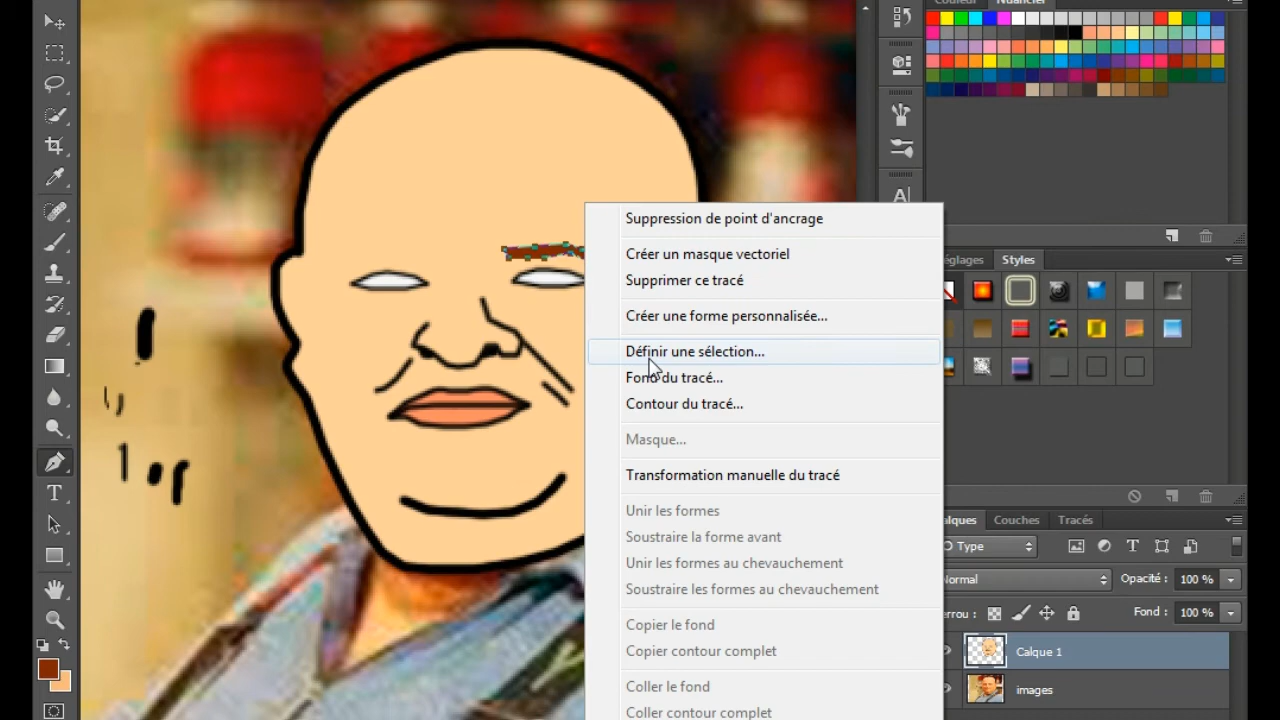 Couleur Nuancier
A
T
Suppression de point d'ancrage
Créer un masque vectoriel
Supprimer ce tracé
Créer une forme personnalisée...
Définir une sélection...
Fond du tracé...
Contour du tracé...
Masque...
Transformation manuelle du tracé
Unir les formes
Soustraire la forme avant
Unir les formes au chevauchement
Soustraire les formes au chevauchement
Copier le fond
Copier contour complet
Coller le fond
Coller contour complet
églages Styles
alques Couches Tracés
Type T
Normal Opacité : 100 %
errou : Fond : 100 %
Calque 1
images